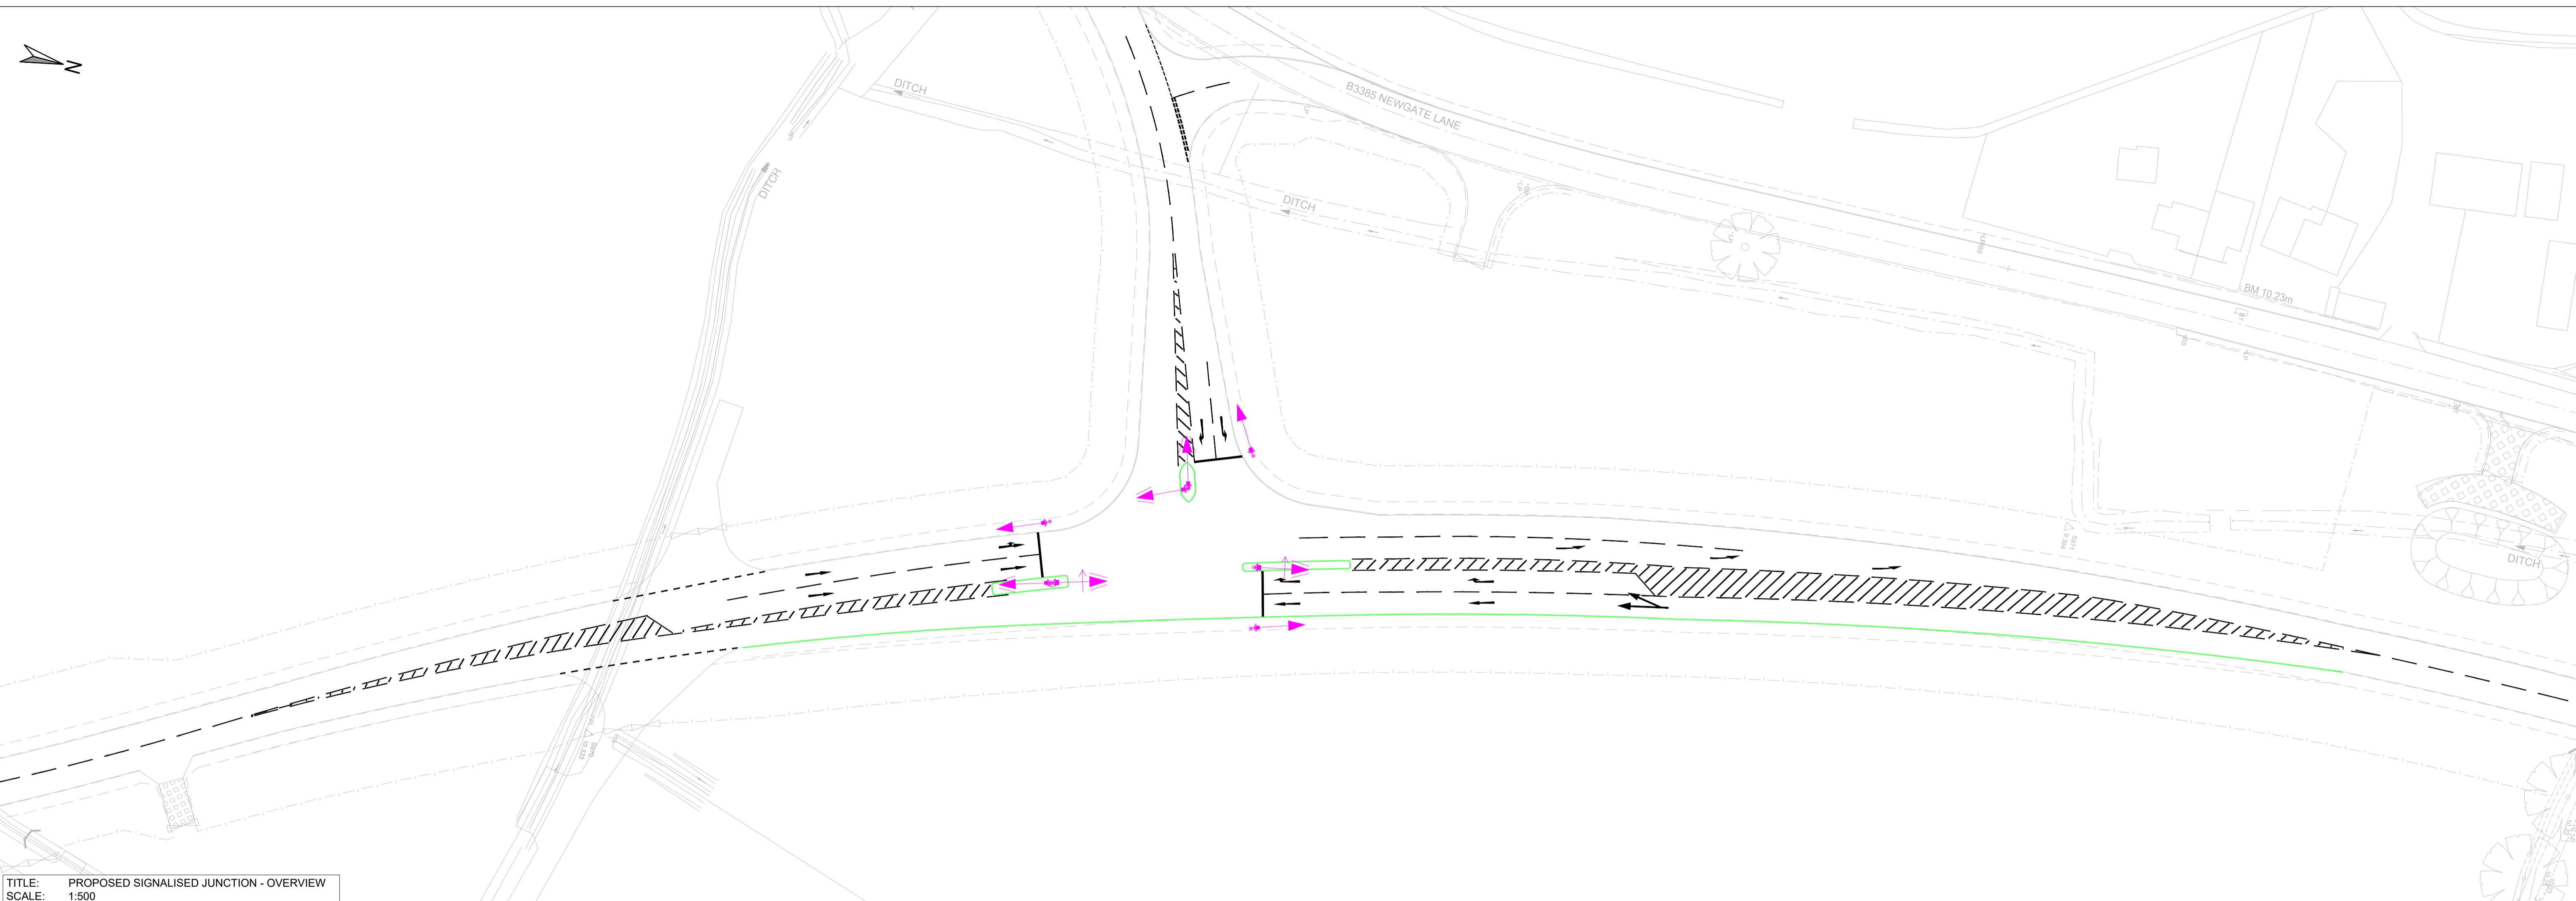 N
DITCH
B3385 NEWGATE LANE
DITCH
DITCH
BM 10.23m
DITCH
TITLE: PROPOSED SIGNALISED JUNCTION - OVERVIEW
SCALE: 1:500